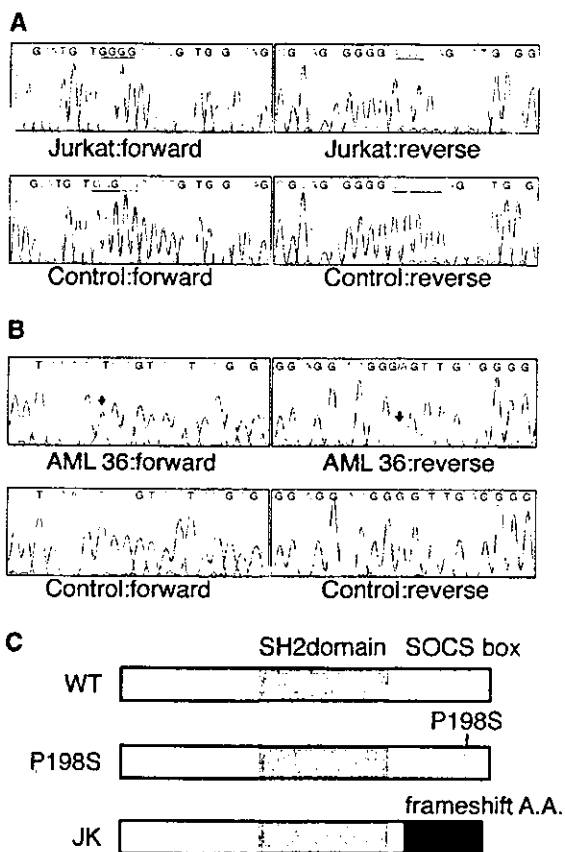 A
Jurkat:forward
Jurkat:reverse
Control:forward
Control:reverse
B
AML 36:forward
AML 36:reverse
Control:forward
Control:reverse
C
SH2domain SOCS box
WT
P198S
P198S
frameshift A.A.
JK